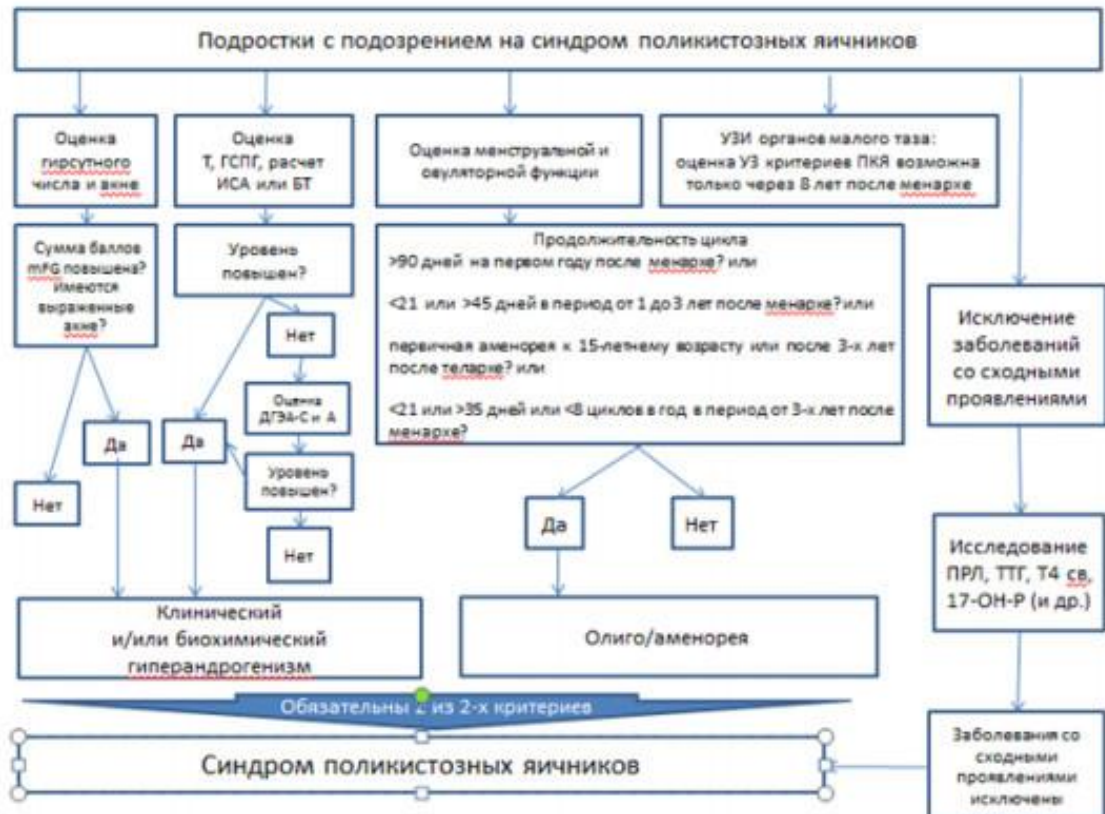 Подростки с подозрением на синдром поликистозных яичников
Оценка
гирсутного
числа и акне
Оценка
Т, ГСПГ, расчет
ИСА или БТ
Оценка менструальной и
овуляторной функции
УЗИ органов малого таза:
оценка УЗ критериев ПКЯ возможна
только через 8 лет после менархе
Сумма баллов
mFG повышена?
Имеются
выраженные
акне?
Уровень
повышен?
Продолжительность цикла
>90 дней на первом году после менархе? или
<21 или >45 дней в период от 1 до 3 лет после менархе? или
первичная аменорея к 15-летнему возрасту или после 3-х лет
после телархе? или
<21 или >35 дней или <8 циклов в год в период от 3-х лет после
менархе?
Исключение
заболеваний
со сходными
проявлениями
Нет
Оценка
ДГЭА-С и А
Да
Да
Уровень
повышен?
Нет
Нет
Да
Нет
Исследование
ПРЛ, ТТГ, Т4 св,
17-ОН-Р (и др.)
Клинический
и/или биохимический
гиперандрогенизм
Олиго/аменорея
Обязательны 2 из 2-х критериев
Синдром поликистозных яичников
Заболевания со
сходными
проявлениями
исключены